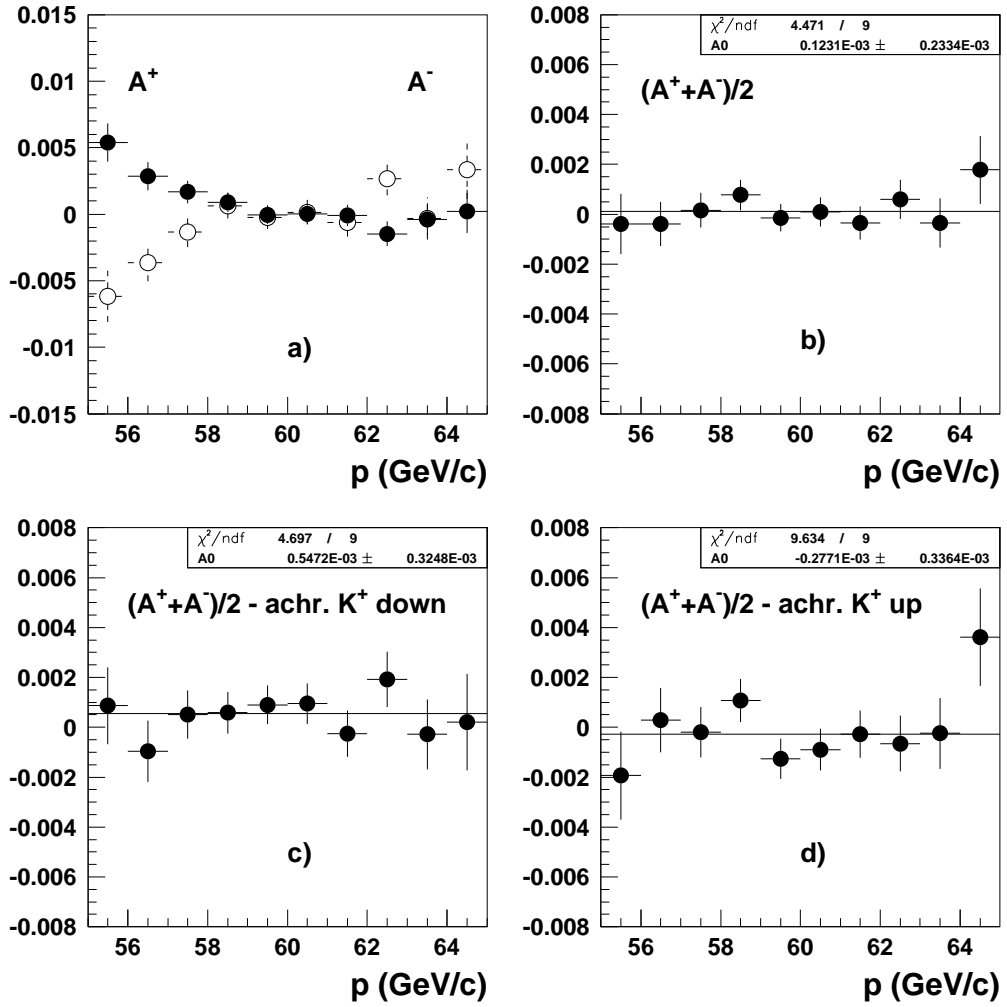 0.015
0.01
0.005
0
-0.005
-0.01
-0.015
A⁺
A⁻
a)
56 58 60 62 64
p (GeV/c)
0.008
0.006
0.004
0.002
0
-0.002
-0.004
-0.006
-0.008
χ²/ndf 4.471 / 9
A0 0.1231E-03 ± 0.2334E-03
(A⁺+A⁻)/2
b)
56 58 60 62 64
p (GeV/c)
0.008
0.006
0.004
0.002
0
-0.002
-0.004
-0.006
-0.008
χ²/ndf 4.697 / 9
A0 0.5472E-03 ± 0.3248E-03
(A⁺+A⁻)/2 - achr. K⁺ down
c)
56 58 60 62 64
p (GeV/c)
0.008
0.006
0.004
0.002
0
-0.002
-0.004
-0.006
-0.008
χ²/ndf 9.634 / 9
A0 -0.2771E-03 ± 0.3364E-03
(A⁺+A⁻)/2 - achr. K⁺ up
d)
56 58 60 62 64
p (GeV/c)